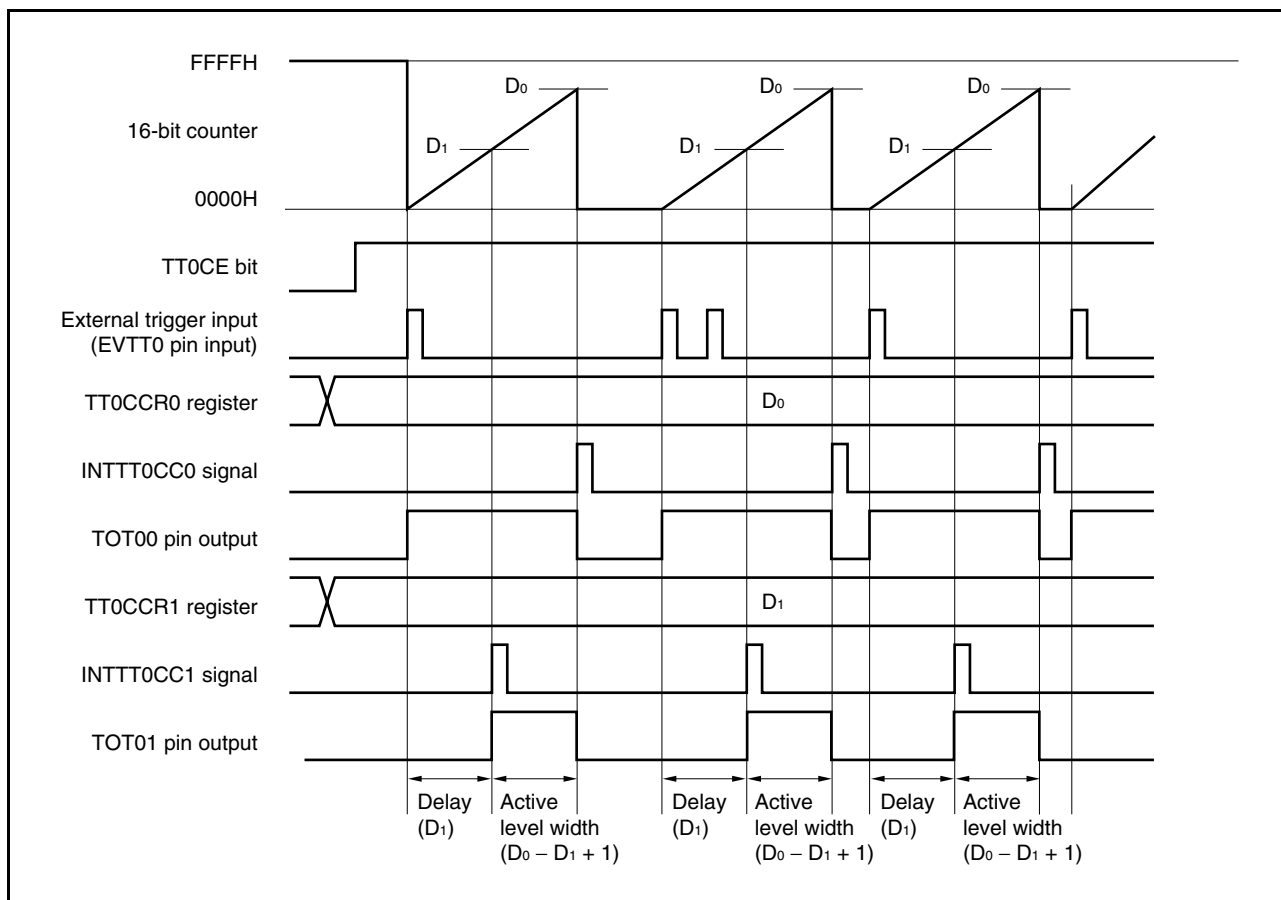 FFFFH
D0 D0 D0
16-bit counter
D1 D1 D1
0000H
TT0CE bit
External trigger input
(EVTT0 pin input)
TT0CCR0 register
D0
INTTT0CC0 signal
TOT00 pin output
TT0CCR1 register
D1
INTTT0CC1 signal
TOT01 pin output
Delay
(D1)
Active
level width
(D0 – D1 + 1)
Delay
(D1)
Active
level width
(D0 – D1 + 1)
Delay
(D1)
Active
level width
(D0 – D1 + 1)